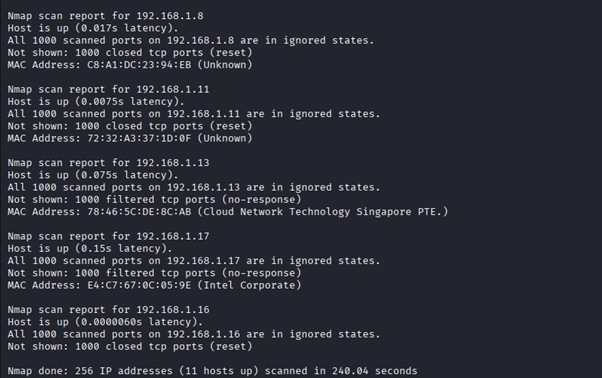 Nmap scan report for 192.168.1.8
Host is up (0.017s latency).
All 1000 scanned ports on 192.168.1.8 are in ignored states.
Not shown: 1000 closed tcp ports (reset)
MAC Address: C8:A1:DC:23:94:EB (Unknown)
Nmap scan report for 192.168.1.11
Host is up (0.0075s latency).
All 1000 scanned ports on 192.168.1.11 are in ignored states.
Not shown: 1000 closed tcp ports (reset)
MAC Address: 72:32:A3:37:1D:0F (Unknown)
Nmap scan report for 192.168.1.13
Host is up (0.075s latency).
All 1000 scanned ports on 192.168.1.13 are in ignored states.
Not shown: 1000 filtered tcp ports (no-response)
MAC Address: 78:46:5C:DE:8C:AB (Cloud Network Technology Singapore PTE.)
Nmap scan report for 192.168.1.17
Host is up (0.15s latency).
All 1000 scanned ports on 192.168.1.17 are in ignored states.
Not shown: 1000 filtered tcp ports (no-response)
MAC Address: E4:C7:67:0C:05:9E (Intel Corporate)
Nmap scan report for 192.168.1.16
Host is up (0.0000060s latency).
All 1000 scanned ports on 192.168.1.16 are in ignored states.
Not shown: 1000 closed tcp ports (reset)
Nmap done: 256 IP addresses (11 hosts up) scanned in 240.04 seconds